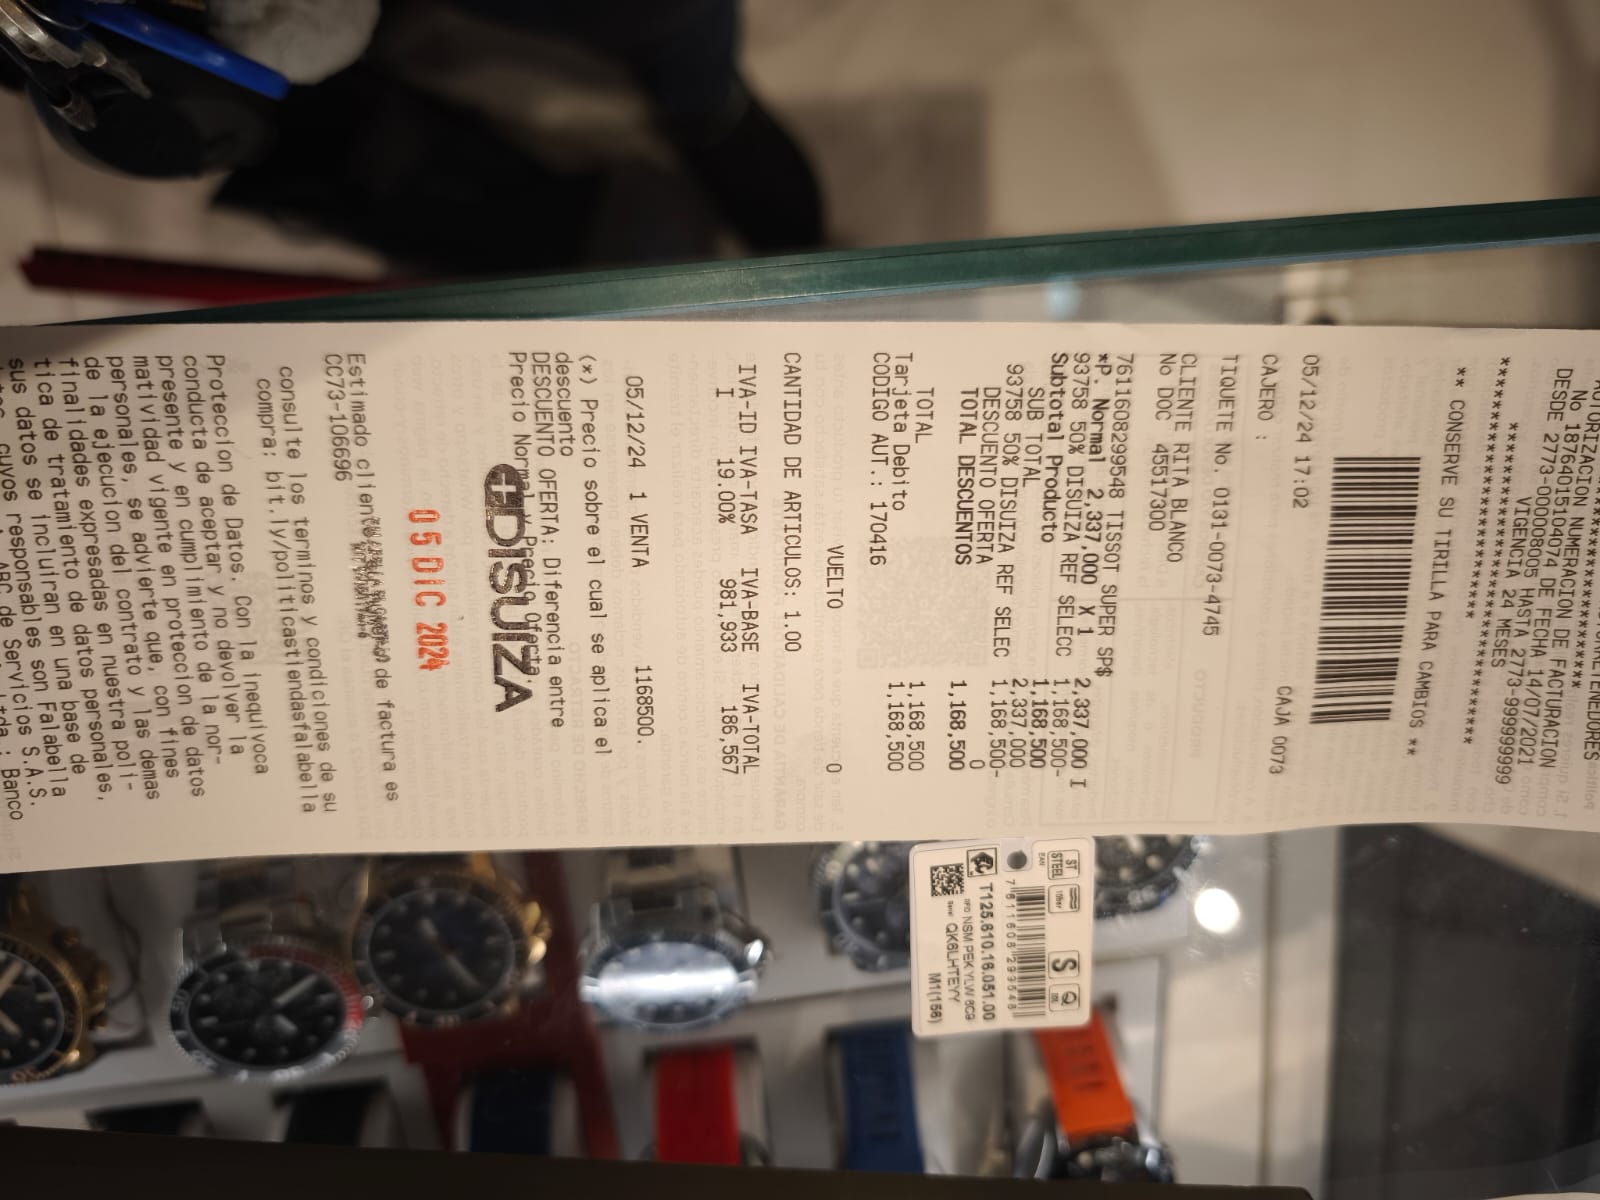 No 18764015104074 DE FECHA 14/07/2021
DESDE 2773-0000008005 HASTA 2773-9999999999
VIGENCIA 24 MESES
** CONSERVE SU TIRILLA PARA CAMBIOS **
05/12/24 17:02 CAJA 0073
CAJERO :
TIQUETE No. 0131-0073-4745
CLIENTE RITA BLANCO
No DOC 45517300
7611608299548 TISSOT SUPER SP$
*P. Normal 2,337,000 X 1 2,337,000 I
93758 50% DISUIZA REF SELECC 1,168,500-
Subtotal Producto 1,168,500
SUB TOTAL 2,337,000
93758 50% DISUIZA REF SELEC 1,168,500-
DESCUENTO OFERTA 0
TOTAL DESCUENTOS 1,168,500
TOTAL 1,168,500
Tarjeta Debito 1,168,500
CODIGO AUT.: 170416
VUELTO 0
CANTIDAD DE ARTICULOS: 1.00
IVA-ID IVA-TASA IVA-BASE IVA-TOTAL
I 19.00% 981,933 186,567
05/12/24 1 VENTA 1168500.
(*) Precio sobre el cual se aplica el
descuento
DESCUENTO OFERTA: Diferencia entre
Precio Normal y Precio Oferta.
DISUIZA
05 DIC 2024
Estimado cliente de factura es
CC73-106696
consulte los terminos y condiciones de su
compra: bit.ly/politicastiendasfalabella
Proteccion de Datos. Con la inequivoca
conducta de aceptar y no devolver la
presente y en cumplimiento de la nor-
matividad vigente en proteccion de datos
personales, se advierte que, con fines
de la ejecucion del contrato y las demas
finalidades expresadas en nuestra poli-
tica de tratamiento de datos personales,
sus datos se incluiran en una base de
datos cuyos responsables son Falabella
ABC de Servicios S.A.S.
Banco
ST
STEEL
10bar
S
Q
EAN
7611608299548
T125.610.16.051.00
QK6LHTEYY
M1(156)